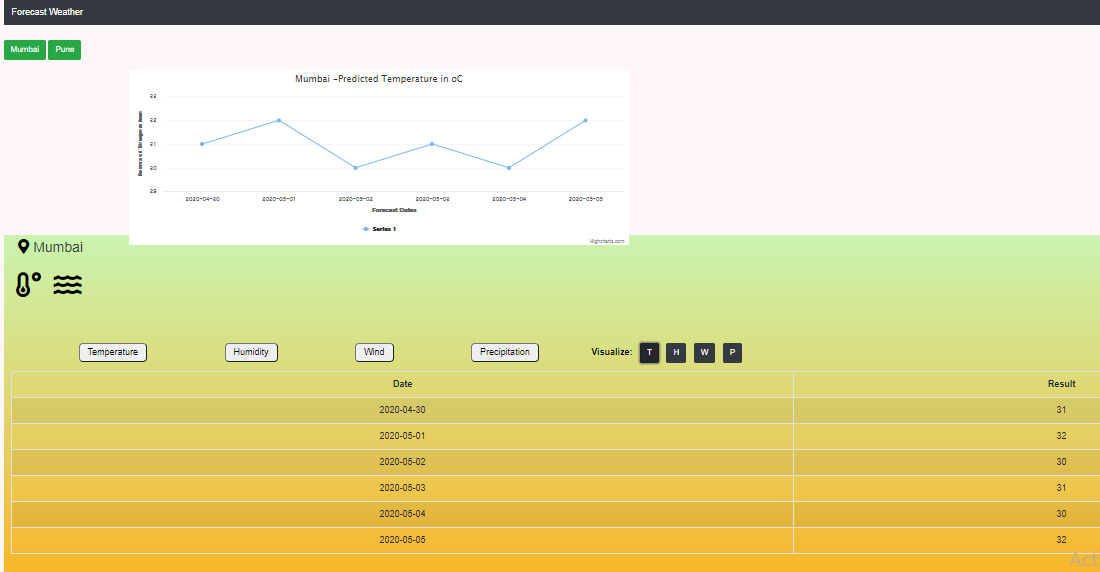 Forecast Weather
Mumbai Pune
Mumbai -Predicted Temperature in oC
33
32
31
30
29
2020-04-30 2020-05-01 2020-05-02 2020-05-03 2020-05-04 2020-05-05
Forecast Dates
Series 1
Highcharts.com
Mumbai
Temperature Humidity Wind Precipitation Visualize: T H W P
Date Result
2020-04-30 31
2020-05-01 32
2020-05-02 30
2020-05-03 31
2020-05-04 30
2020-05-05 32
Act